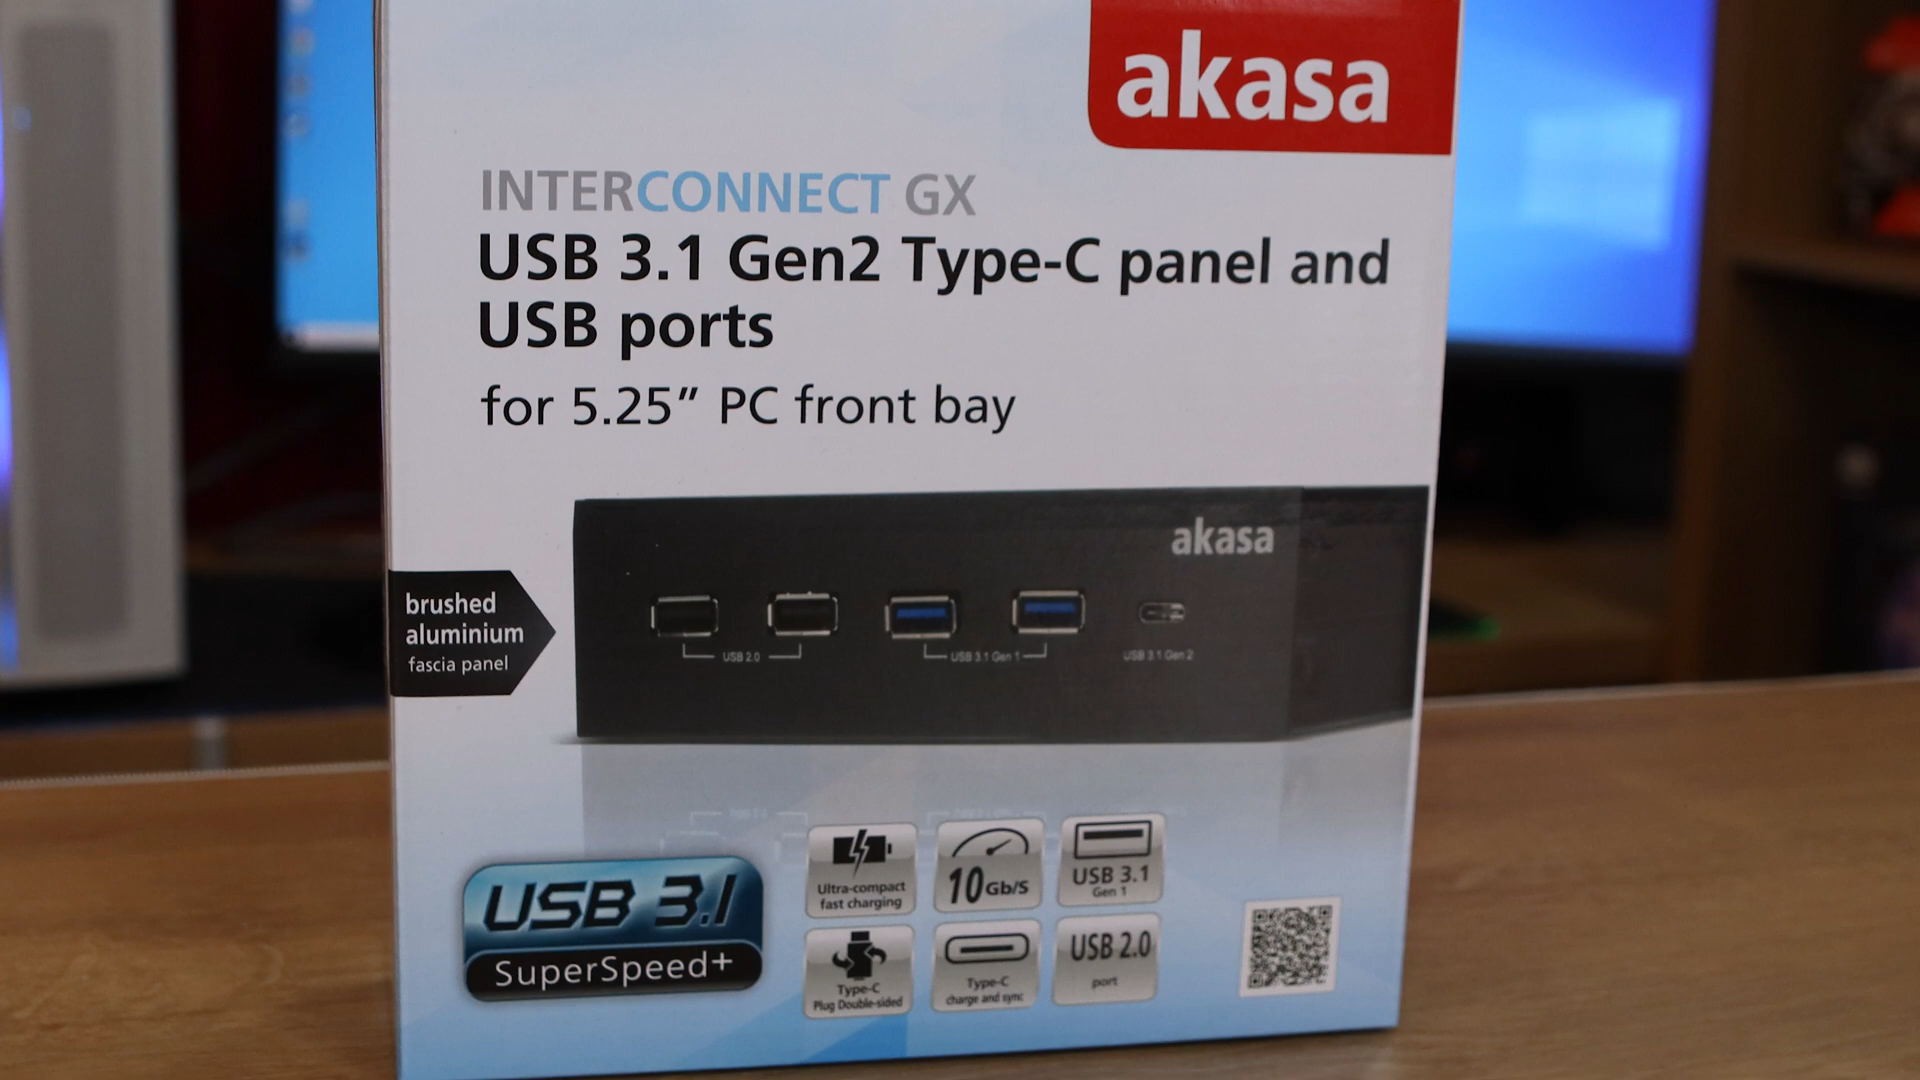 akasa
INTERCONNECT GX
USB 3.1 Gen2 Type-C panel and
USB ports
for 5.25" PC front bay
akasa
brushed
aluminium
fascia panel
USB 2.0
USB 3.1 Gen 1
USB 3.1 Gen 2
USB 3.1
SuperSpeed+
Ultra-compact
fast charging
10Gb/S
USB 3.1
Gen 1
Type-C
Plug Double-sided
Type-C
charge and sync
USB 2.0
port